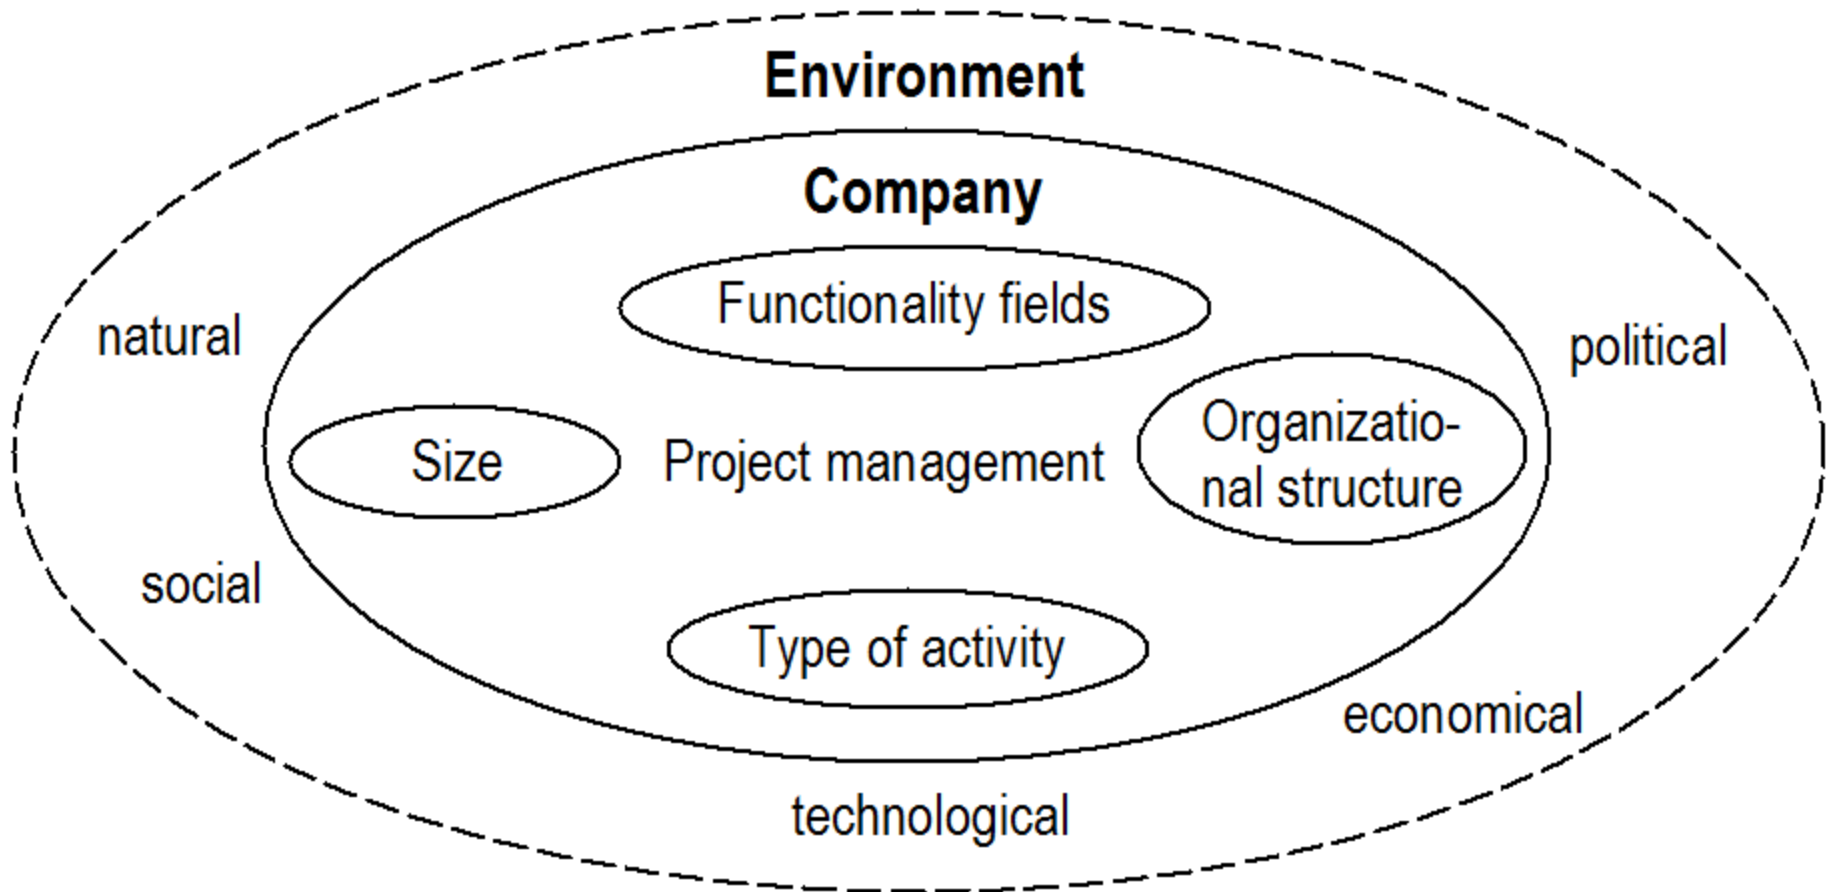 Environment
Company
Functionality fields
natural
political
Size
Project management
Organizatio-
nal structure
social
Type of activity
economical
technological